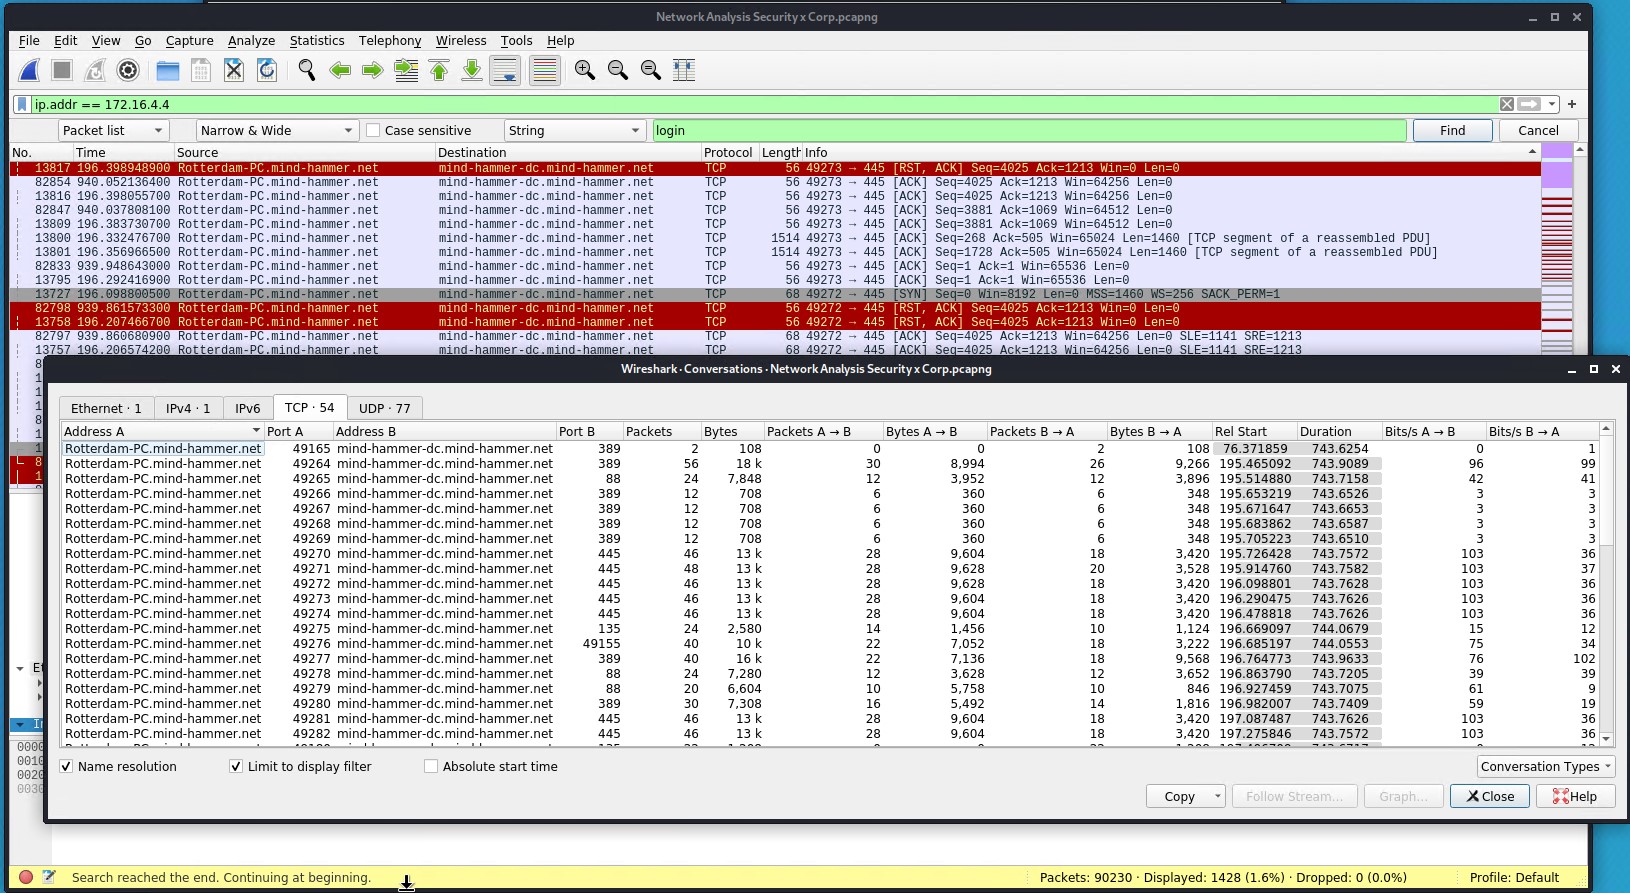 Network Analysis Security x Corp.pcapng
File Edit View Go Capture Analyze Statistics Telephony Wireless Tools Help
ip.addr == 172.16.4.4
Packet list Narrow & Wide Case sensitive String login Find Cancel
No. Time Source Destination Protocol Length Info
13817 196.398948900 Rotterdam-PC.mind-hammer.net mind-hammer-dc.mind-hammer.net TCP 56 49273 → 445 [RST, ACK] Seq=4025 Ack=1213 Win=0 Len=0
82854 940.052136400 Rotterdam-PC.mind-hammer.net mind-hammer-dc.mind-hammer.net TCP 56 49273 → 445 [ACK] Seq=4025 Ack=1213 Win=64256 Len=0
13816 196.398055700 Rotterdam-PC.mind-hammer.net mind-hammer-dc.mind-hammer.net TCP 56 49273 → 445 [ACK] Seq=4025 Ack=1213 Win=64256 Len=0
82847 940.037808100 Rotterdam-PC.mind-hammer.net mind-hammer-dc.mind-hammer.net TCP 56 49273 → 445 [ACK] Seq=3881 Ack=1069 Win=64512 Len=0
13809 196.383730700 Rotterdam-PC.mind-hammer.net mind-hammer-dc.mind-hammer.net TCP 56 49273 → 445 [ACK] Seq=3881 Ack=1069 Win=64512 Len=0
13800 196.332476700 Rotterdam-PC.mind-hammer.net mind-hammer-dc.mind-hammer.net TCP 1514 49273 → 445 [ACK] Seq=268 Ack=505 Win=65024 Len=1460 [TCP segment of a reassembled PDU]
13801 196.356966500 Rotterdam-PC.mind-hammer.net mind-hammer-dc.mind-hammer.net TCP 1514 49273 → 445 [ACK] Seq=1728 Ack=505 Win=65024 Len=1460 [TCP segment of a reassembled PDU]
82833 939.948643000 Rotterdam-PC.mind-hammer.net mind-hammer-dc.mind-hammer.net TCP 56 49273 → 445 [ACK] Seq=1 Ack=1 Win=65536 Len=0
13795 196.292416900 Rotterdam-PC.mind-hammer.net mind-hammer-dc.mind-hammer.net TCP 56 49273 → 445 [ACK] Seq=1 Ack=1 Win=65536 Len=0
13727 196.098800500 Rotterdam-PC.mind-hammer.net mind-hammer-dc.mind-hammer.net TCP 68 49272 → 445 [SYN] Seq=0 Win=8192 Len=0 MSS=1460 WS=256 SACK_PERM=1
82798 939.861573300 Rotterdam-PC.mind-hammer.net mind-hammer-dc.mind-hammer.net TCP 56 49272 → 445 [RST, ACK] Seq=4025 Ack=1213 Win=0 Len=0
13758 196.207466700 Rotterdam-PC.mind-hammer.net mind-hammer-dc.mind-hammer.net TCP 56 49272 → 445 [RST, ACK] Seq=4025 Ack=1213 Win=0 Len=0
82797 939.860680900 Rotterdam-PC.mind-hammer.net mind-hammer-dc.mind-hammer.net TCP 68 49272 → 445 [ACK] Seq=4025 Ack=1213 Win=64256 Len=0 SLE=1141 SRE=1213
13757 196.206574200 Rotterdam-PC.mind-hammer.net mind-hammer-dc.mind-hammer.net TCP 68 49272 → 445 [ACK] Seq=4025 Ack=1213 Win=64256 Len=0 SLE=1141 SRE=1213
Wireshark · Conversations · Network Analysis Security x Corp.pcapng
Ethernet · 1 IPv4 · 1 IPv6 TCP · 54 UDP · 77
Address A Port A Address B Port B Packets Bytes Packets A → B Bytes A → B Packets B → A Bytes B → A Rel Start Duration Bits/s A → B Bits/s B → A
Rotterdam-PC.mind-hammer.net 49165 mind-hammer-dc.mind-hammer.net 389 2 108 0 0 2 108 76.371859 743.6254 0 1
Rotterdam-PC.mind-hammer.net 49264 mind-hammer-dc.mind-hammer.net 389 56 18 k 30 8,994 26 9,266 195.465092 743.9089 96 99
Rotterdam-PC.mind-hammer.net 49265 mind-hammer-dc.mind-hammer.net 88 24 7,848 12 3,952 12 3,896 195.514880 743.7158 42 41
Rotterdam-PC.mind-hammer.net 49266 mind-hammer-dc.mind-hammer.net 389 12 708 6 360 6 348 195.653219 743.6526 3 3
Rotterdam-PC.mind-hammer.net 49267 mind-hammer-dc.mind-hammer.net 389 12 708 6 360 6 348 195.671647 743.6653 3 3
Rotterdam-PC.mind-hammer.net 49268 mind-hammer-dc.mind-hammer.net 389 12 708 6 360 6 348 195.683862 743.6587 3 3
Rotterdam-PC.mind-hammer.net 49269 mind-hammer-dc.mind-hammer.net 389 12 708 6 360 6 348 195.705223 743.6510 3 3
Rotterdam-PC.mind-hammer.net 49270 mind-hammer-dc.mind-hammer.net 445 46 13 k 28 9,604 18 3,420 195.726428 743.7572 103 36
Rotterdam-PC.mind-hammer.net 49271 mind-hammer-dc.mind-hammer.net 445 48 13 k 28 9,628 20 3,528 195.914760 743.7582 103 37
Rotterdam-PC.mind-hammer.net 49272 mind-hammer-dc.mind-hammer.net 445 46 13 k 28 9,628 18 3,420 196.098801 743.7628 103 36
Rotterdam-PC.mind-hammer.net 49273 mind-hammer-dc.mind-hammer.net 445 46 13 k 28 9,604 18 3,420 196.290475 743.7626 103 36
Rotterdam-PC.mind-hammer.net 49274 mind-hammer-dc.mind-hammer.net 445 46 13 k 28 9,604 18 3,420 196.478818 743.7626 103 36
Rotterdam-PC.mind-hammer.net 49275 mind-hammer-dc.mind-hammer.net 135 24 2,580 14 1,456 10 1,124 196.669097 744.0679 15 12
Rotterdam-PC.mind-hammer.net 49276 mind-hammer-dc.mind-hammer.net 49155 40 10 k 22 7,052 18 3,222 196.685197 744.0553 75 34
Rotterdam-PC.mind-hammer.net 49277 mind-hammer-dc.mind-hammer.net 389 40 16 k 22 7,136 18 9,568 196.764773 743.9633 76 102
Rotterdam-PC.mind-hammer.net 49278 mind-hammer-dc.mind-hammer.net 88 24 7,280 12 3,628 12 3,652 196.863790 743.7205 39 39
Rotterdam-PC.mind-hammer.net 49279 mind-hammer-dc.mind-hammer.net 88 20 6,604 10 5,758 10 846 196.927459 743.7075 61 9
Rotterdam-PC.mind-hammer.net 49280 mind-hammer-dc.mind-hammer.net 389 30 7,308 16 5,492 14 1,816 196.982007 743.7409 59 19
Rotterdam-PC.mind-hammer.net 49281 mind-hammer-dc.mind-hammer.net 445 46 13 k 28 9,604 18 3,420 197.087487 743.7626 103 36
Rotterdam-PC.mind-hammer.net 49282 mind-hammer-dc.mind-hammer.net 445 46 13 k 28 9,604 18 3,420 197.275846 743.7572 103 36
Name resolution Limit to display filter Absolute start time Conversation Types
Copy Follow Stream... Graph... Close Help
0000
0010
0020
0030
Search reached the end. Continuing at beginning. Packets: 90230 · Displayed: 1428 (1.6%) · Dropped: 0 (0.0%) Profile: Default